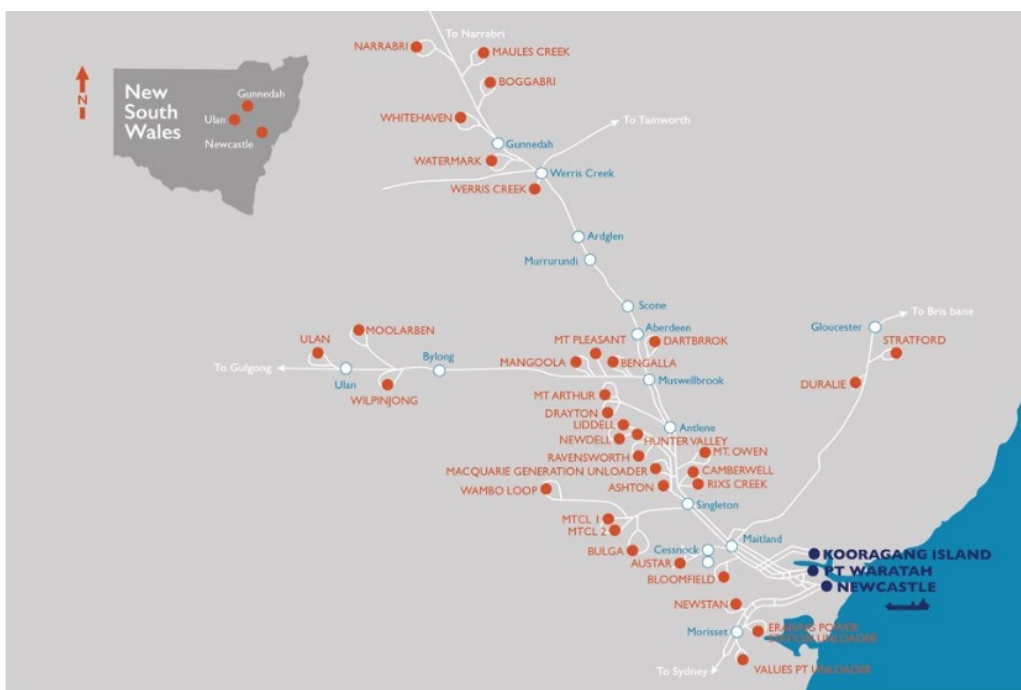 To Narrabri
NARRABRI
MAULES CREEK
N
New
South
Wales
Gunnedah
Ulan
Newcastle
BOGGABRI
WHITEHAVEN
To Tamworth
Gunnedah
WATERMARK
Werris Creek
WERRIS CREEK
Ardglen
Murrurundi
Scone
To Bris bane
Aberdeen
Gloucester
MT PLEASANT
DARTBRROK
STRATFORD
ULAN
MOOLARBEN
Bylong
MANGOOLA
BENGALLA
To Gulgong
Ulan
Muswellbrook
DURALIE
WILPINJONG
MT ARTHUR
DRAYTON
LIDDELL
Antiene
NEWDELL
HUNTER VALLEY
RAVENSWORTH
MT. OWEN
MACQUARIE GENERATION UNLOADER
CAMBERWELL
WAMBO LOOP
ASHTON
RIXS CREEK
Singleton
MTCL 1
MTCL 2
Maitland
BULGA
Cessnock
KOORAGANG ISLAND
AUSTAR
PT WARATAH
BLOOMFIELD
NEWCASTLE
NEWSTAN
Morisset
ERARING POWER
STATION UNLOADER
To Sydney
VALUES PT UNLOADER